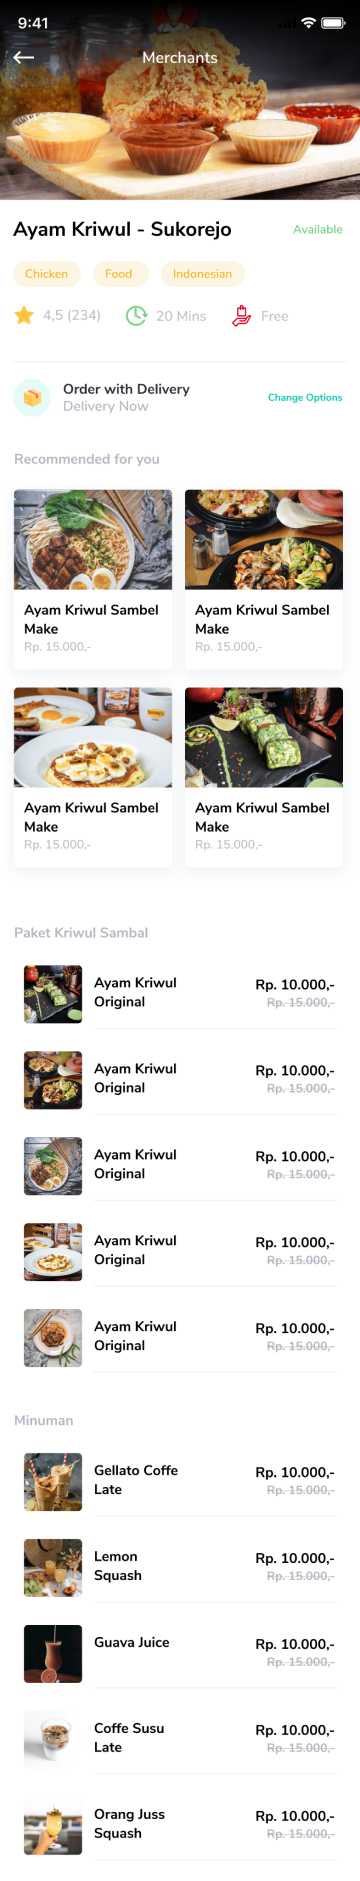 9:41
Merchants
Ayam Kriwul - Sukorejo
Available
Chicken
Food
Indonesian
4,5 (234)
20 Mins
Free
Order with Delivery
Delivery Now
Change Options
Recommended for you
Ayam Kriwul Sambel
Make
Rp. 15.000,-
Ayam Kriwul Sambel
Make
Rp. 15.000,-
Ayam Kriwul Sambel
Make
Rp. 15.000,-
Ayam Kriwul Sambel
Make
Rp. 15.000,-
Paket Kriwul Sambal
Ayam Kriwul
Original
Rp. 10.000,-
Rp. 15.000,-
Ayam Kriwul
Original
Rp. 10.000,-
Rp. 15.000,-
Ayam Kriwul
Original
Rp. 10.000,-
Rp. 15.000,-
Ayam Kriwul
Original
Rp. 10.000,-
Rp. 15.000,-
Ayam Kriwul
Original
Rp. 10.000,-
Rp. 15.000,-
Minuman
Gellato Coffe
Late
Rp. 10.000,-
Rp. 15.000,-
Lemon
Squash
Rp. 10.000,-
Rp. 15.000,-
Guava Juice
Rp. 10.000,-
Rp. 15.000,-
Coffe Susu
Late
Rp. 10.000,-
Rp. 15.000,-
Orang Juss
Squash
Rp. 10.000,-
Rp. 15.000,-